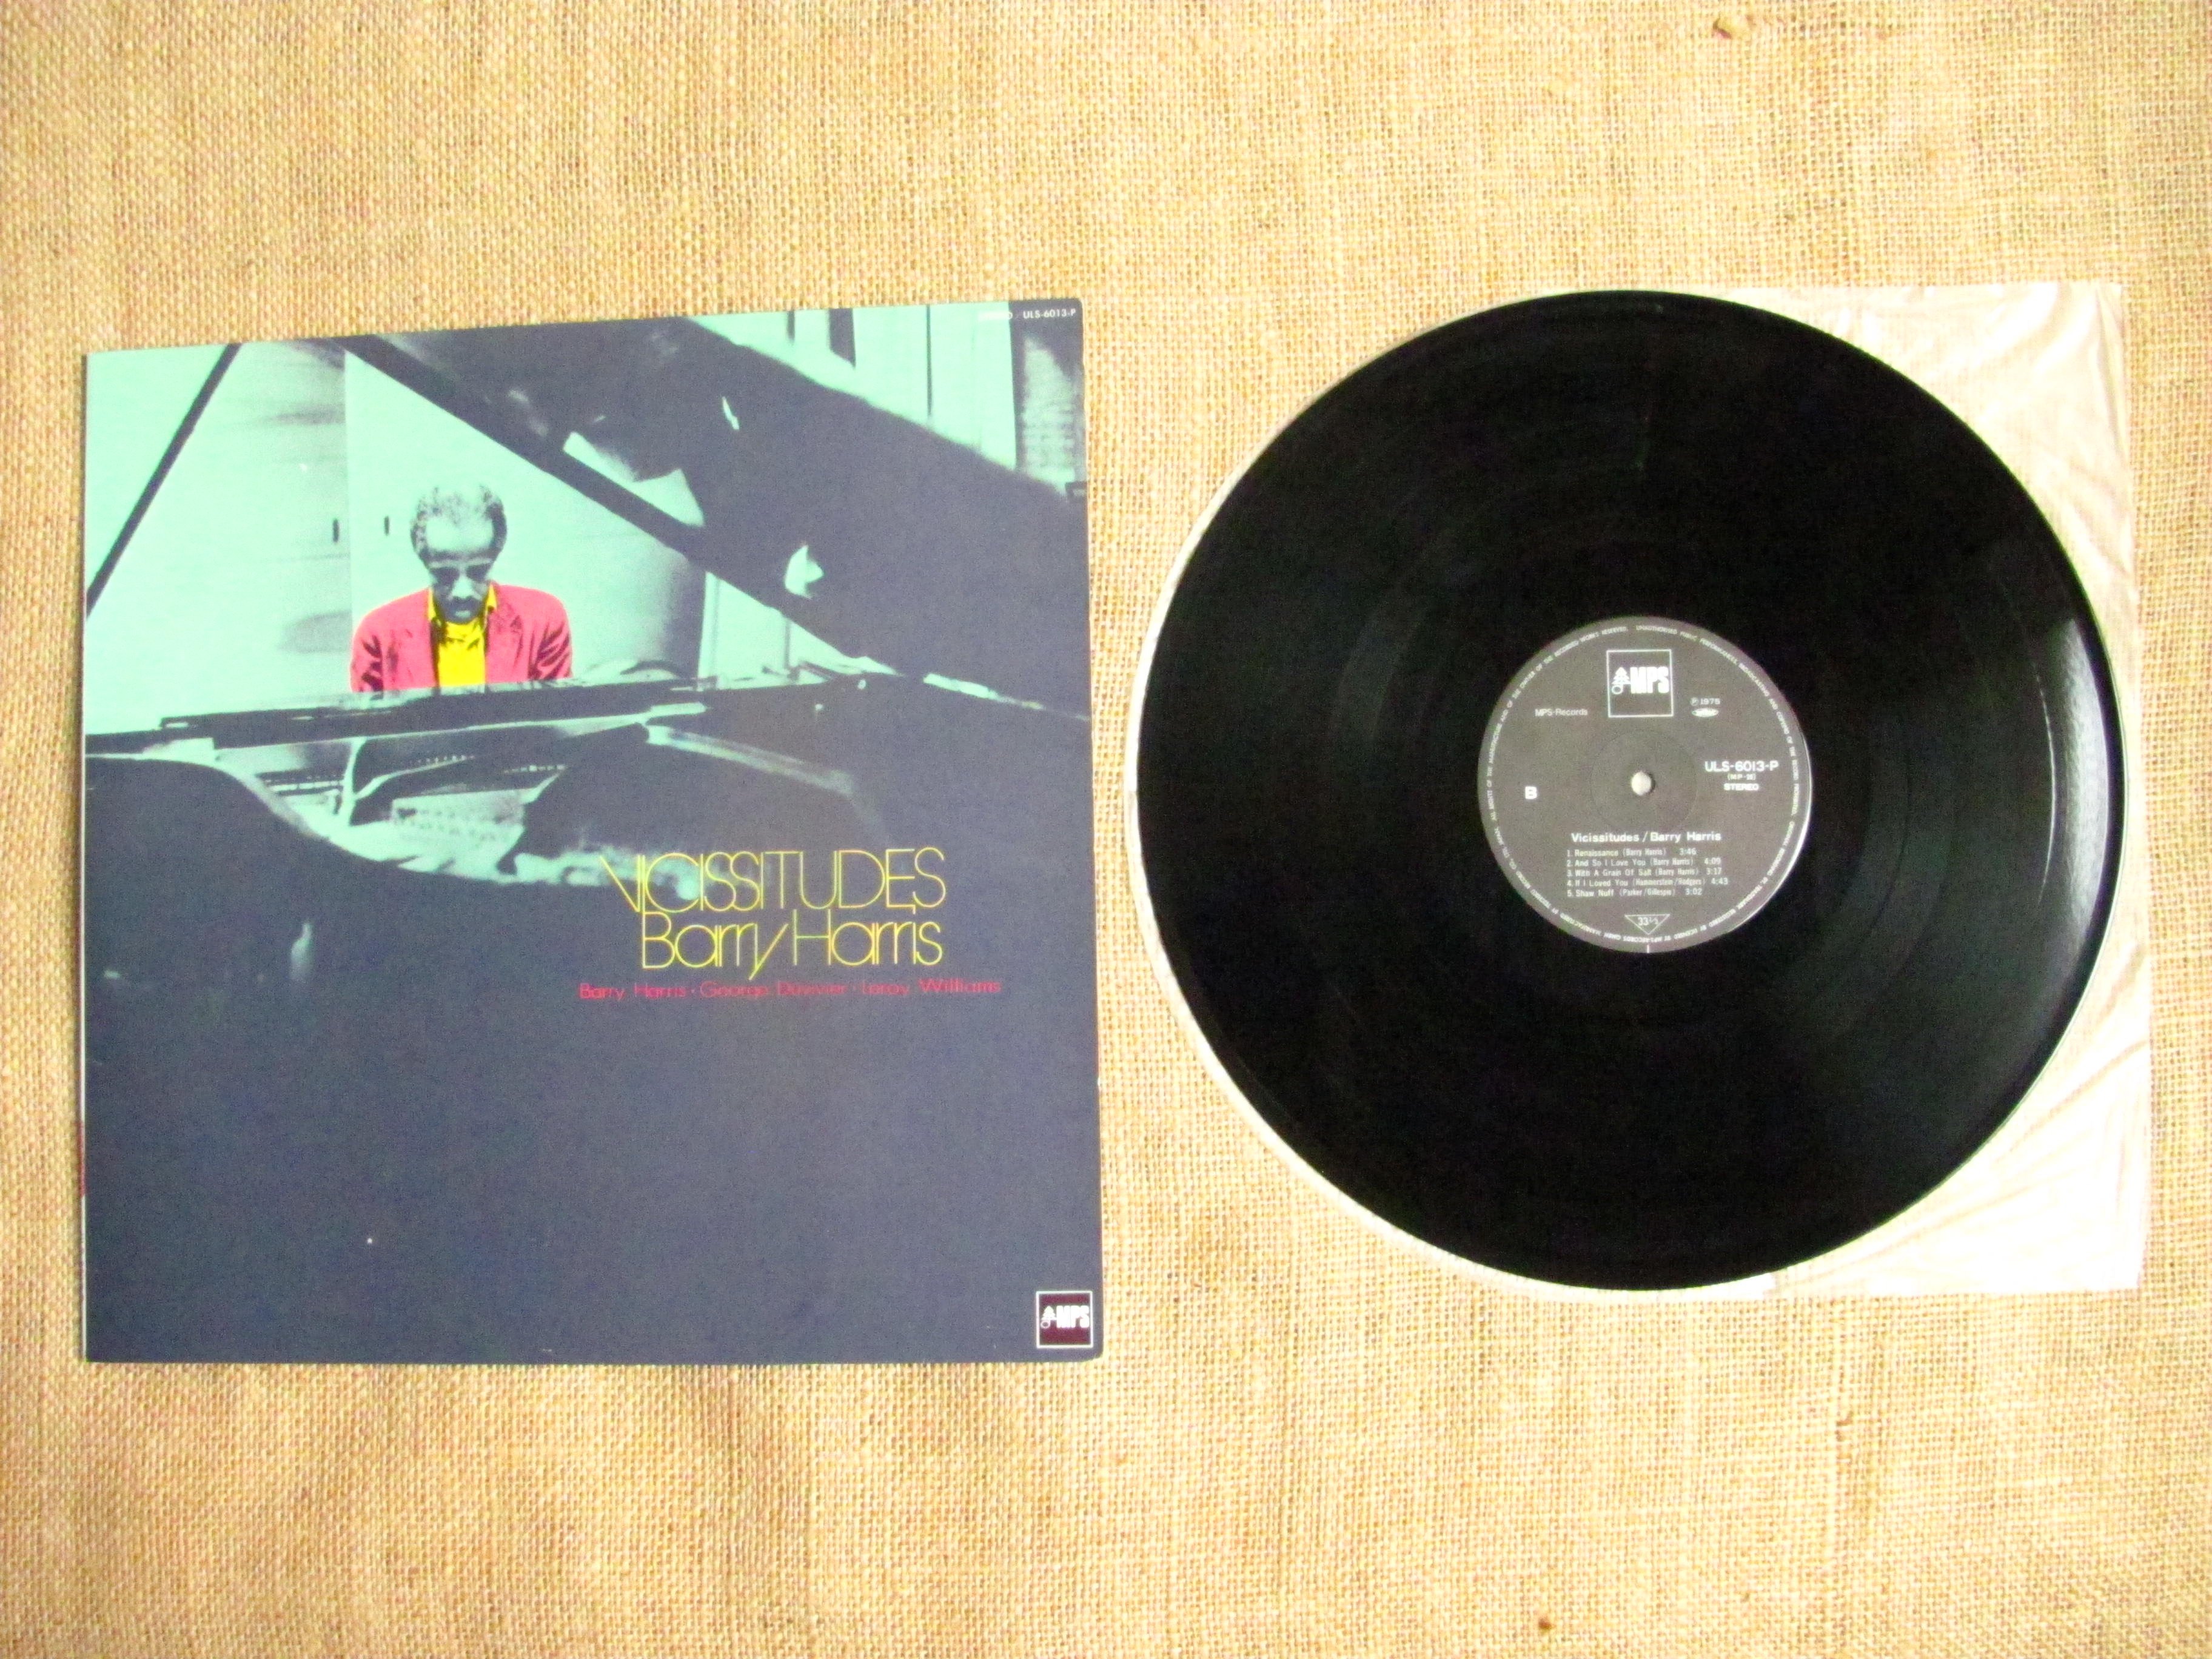 ULS-6013-P
VICISSITUDES
Barry Harris
Barry Harris · George Duvivier · Leroy Williams
MPS
MPS
MPS-Records
℗ 1975
ULS-6013-P
STEREO
B
Vicissitudes / Barry Harris
1. Renaissance (Barry Harris) 3:46
2. And So I Love You (Barry Harris) 4:09
3. With A Grain Of Salt (Barry Harris) 3:17
4. If I Loved You (Hammerstein/Rodgers) 4:43
5. Shaw Nuff (Parker/Gillespie) 3:02
33⅓